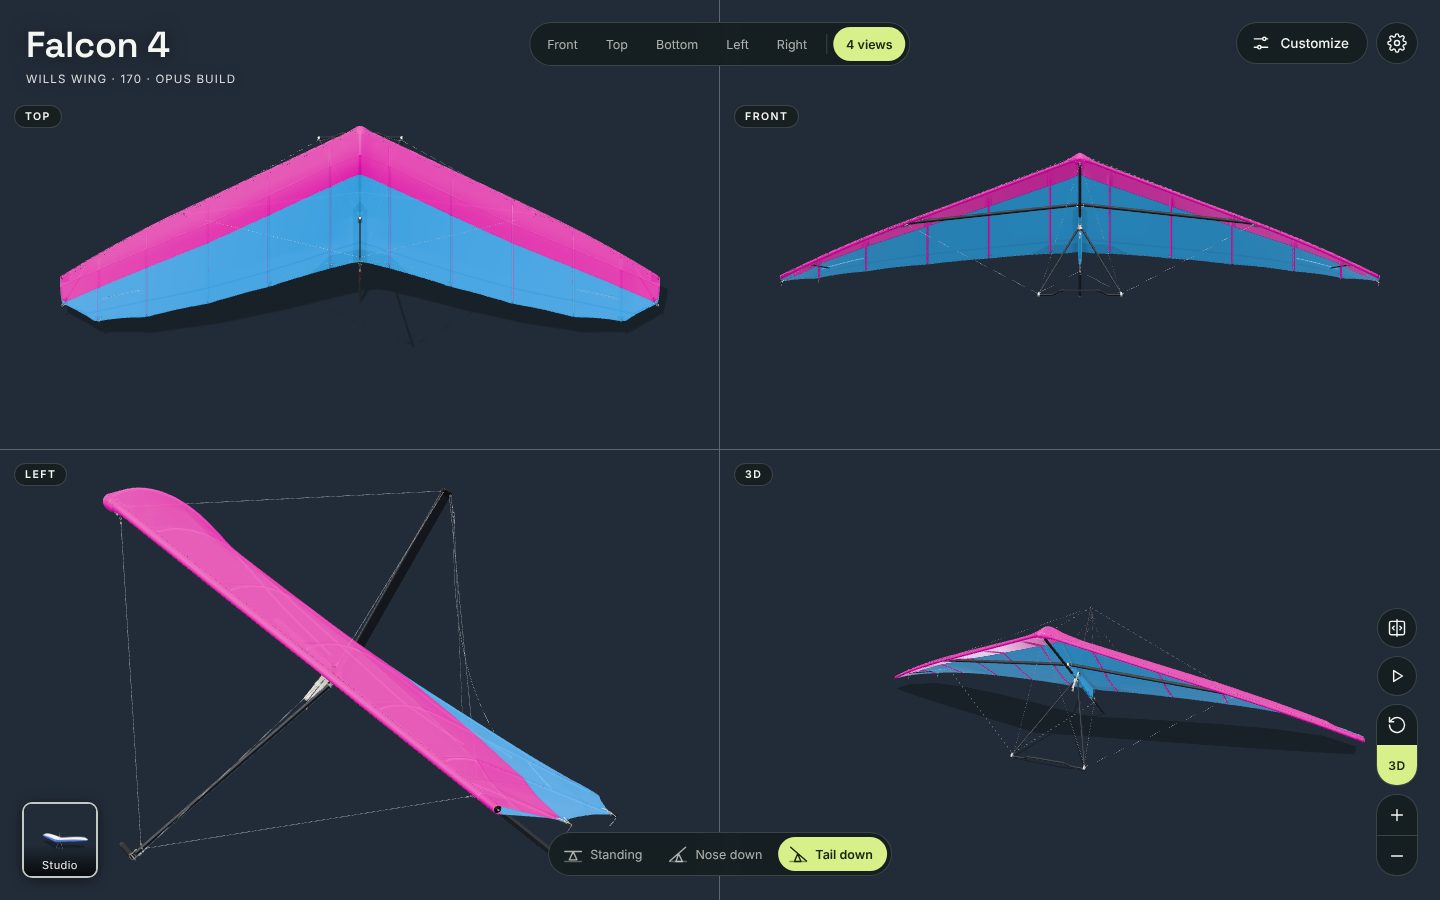 Falcon 4
WILLS WING · 170 · OPUS BUILD
Front Top Bottom Left Right 4 views
Customize
TOP
FRONT
LEFT
3D
3D
Studio
Standing Nose down Tail down